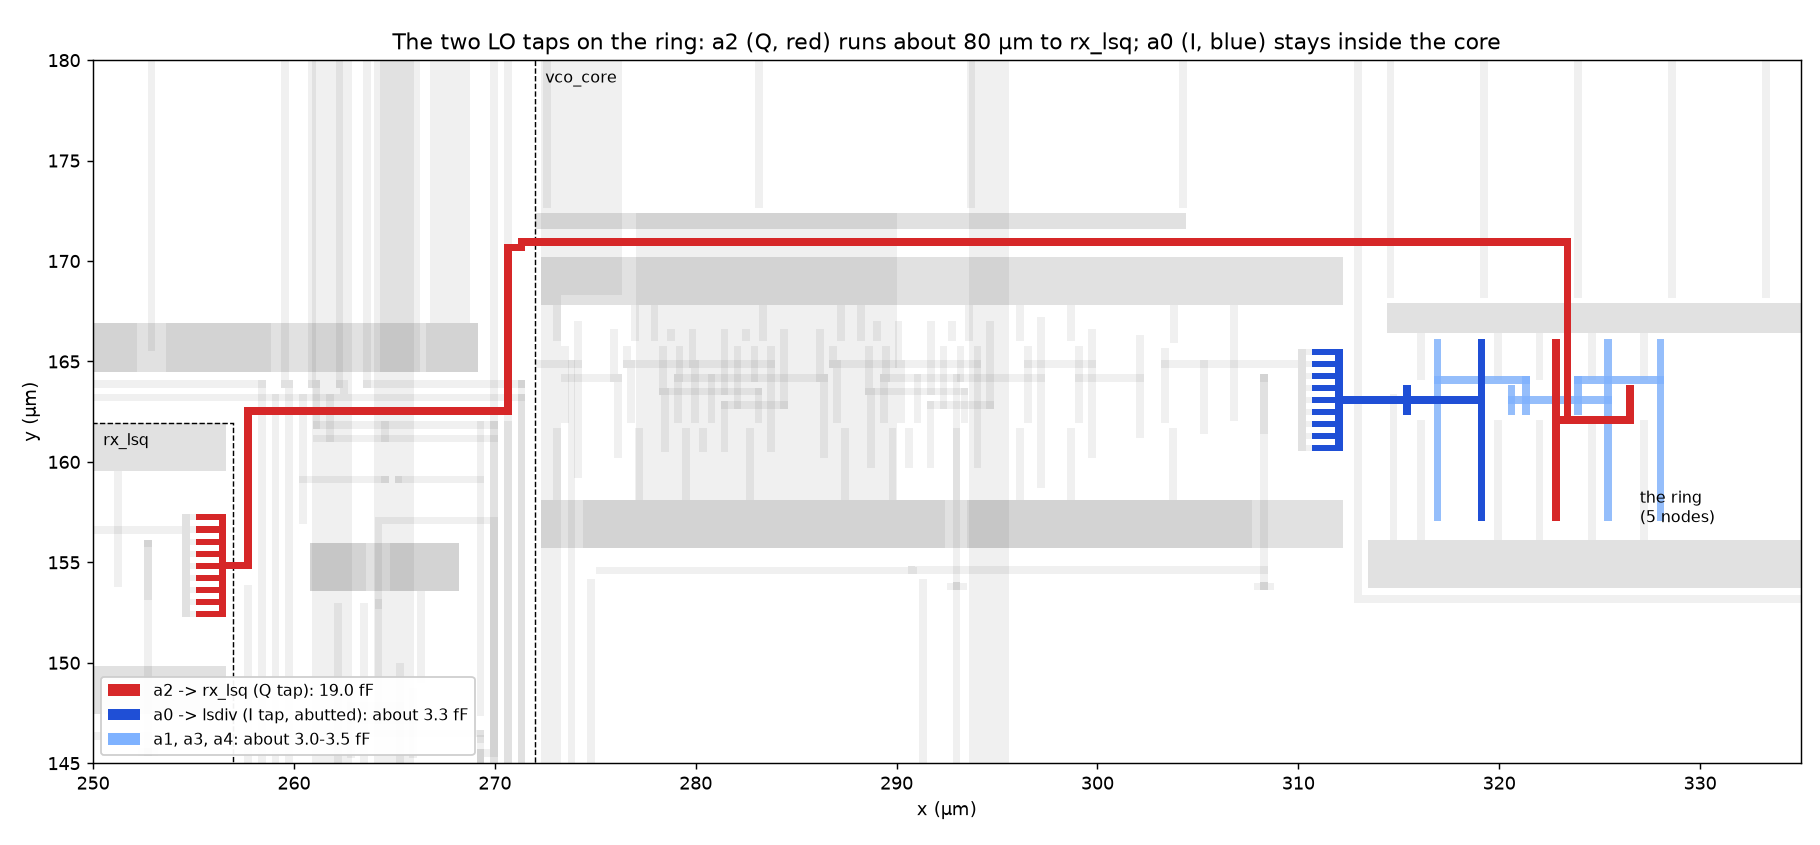 The two LO taps on the ring: a2 (Q, red) runs about 80 µm to rx_lsq; a0 (I, blue) stays inside the core
180
175
170
165
160
155
150
145
y (µm)
vco_core
rx_lsq
the ring
(5 nodes)
a2 -> rx_lsq (Q tap): 19.0 fF
a0 -> lsdiv (I tap, abutted): about 3.3 fF
a1, a3, a4: about 3.0-3.5 fF
250 260 270 280 290 300 310 320 330
x (µm)